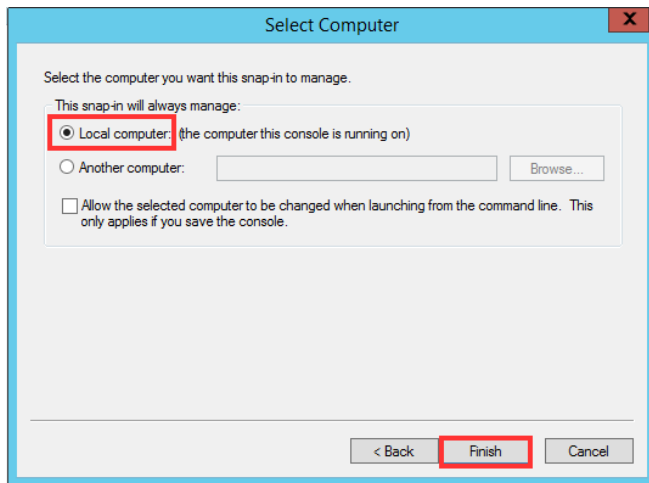 Select Computer
x
Select the computer you want this snap-in to manage.
This snap-in will always manage:
Local computer: (the computer this console is running on)
Another computer:
Browse...
Allow the selected computer to be changed when launching from the command line. This
only applies if you save the console.
< Back
Finish
Cancel